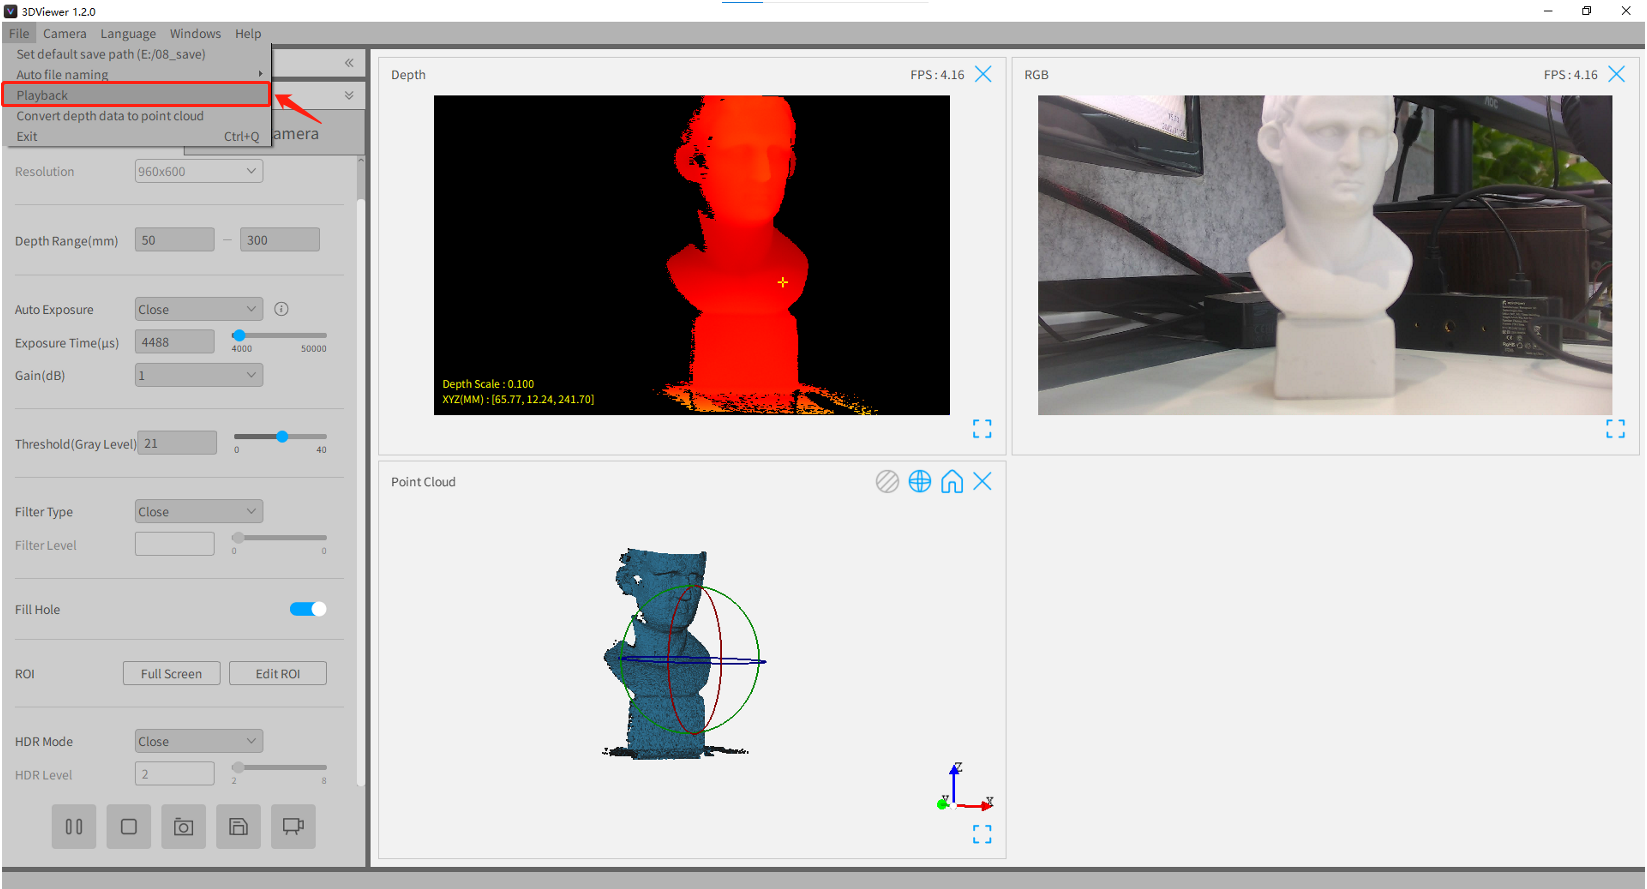 3DViewer 1.2.0
File Camera Language Windows Help
Set default save path (E:/08_save)
Auto file naming
Playback
Convert depth data to point cloud
Exit Ctrl+Q
amera
Resolution 960x600
Depth Range(mm) 50 – 300
Auto Exposure Close
Exposure Time(μs) 4488
4000 50000
Gain(dB) 1
Threshold(Gray Level) 21
0 40
Filter Type Close
Filter Level
0 0
Fill Hole
ROI Full Screen Edit ROI
HDR Mode Close
HDR Level 2
2 8
Depth FPS : 4.16
Depth Scale : 0.100
XYZ(MM) : [65.77, 12.24, 241.70]
RGB FPS : 4.16
AOC
Point Cloud
Z
Y
X